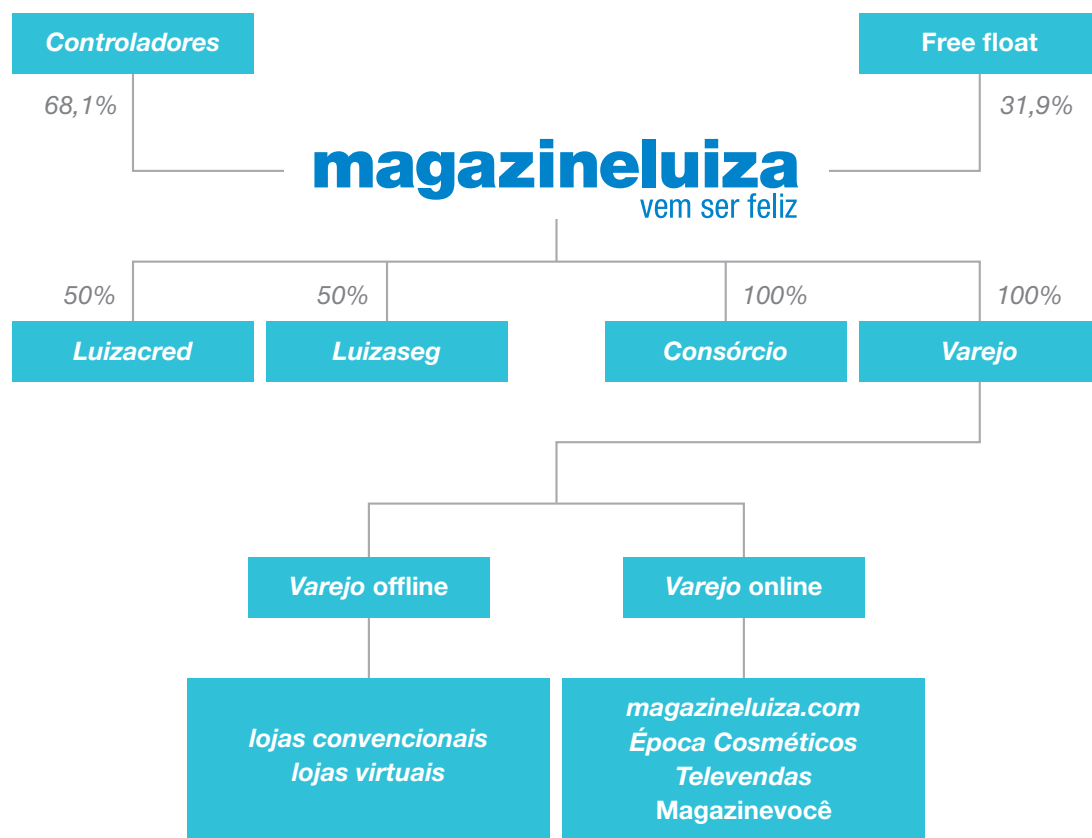 Controladores
Free float
68,1%
31,9%
magazineluiza
vem ser feliz
50%
50%
100%
100%
Luizacred
Luizaseg
Consórcio
Varejo
Varejo offline
Varejo online
lojas convencionais
lojas virtuais
magazineluiza.com
Época Cosméticos
Televendas
Magazinevocê